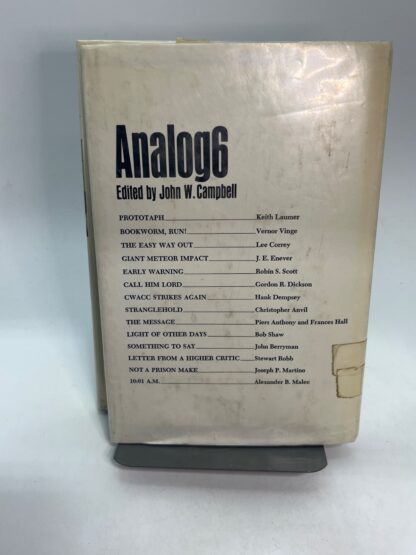 Analog6
Edited by John W. Campbell
PROTOTAPH Keith Laumer
BOOKWORM, RUN! Vernor Vinge
THE EASY WAY OUT Lee Correy
GIANT METEOR IMPACT J. E. Enever
EARLY WARNING Robin S. Scott
CALL HIM LORD Gordon R. Dickson
CWACC STRIKES AGAIN Hank Dempsey
STRANGLEHOLD Christopher Anvil
THE MESSAGE Piers Anthony and Frances Hall
LIGHT OF OTHER DAYS Bob Shaw
SOMETHING TO SAY John Berryman
LETTER FROM A HIGHER CRITIC Stewart Robb
NOT A PRISON MAKE Joseph P. Martino
10:01 A.M. Alexander B. Malec